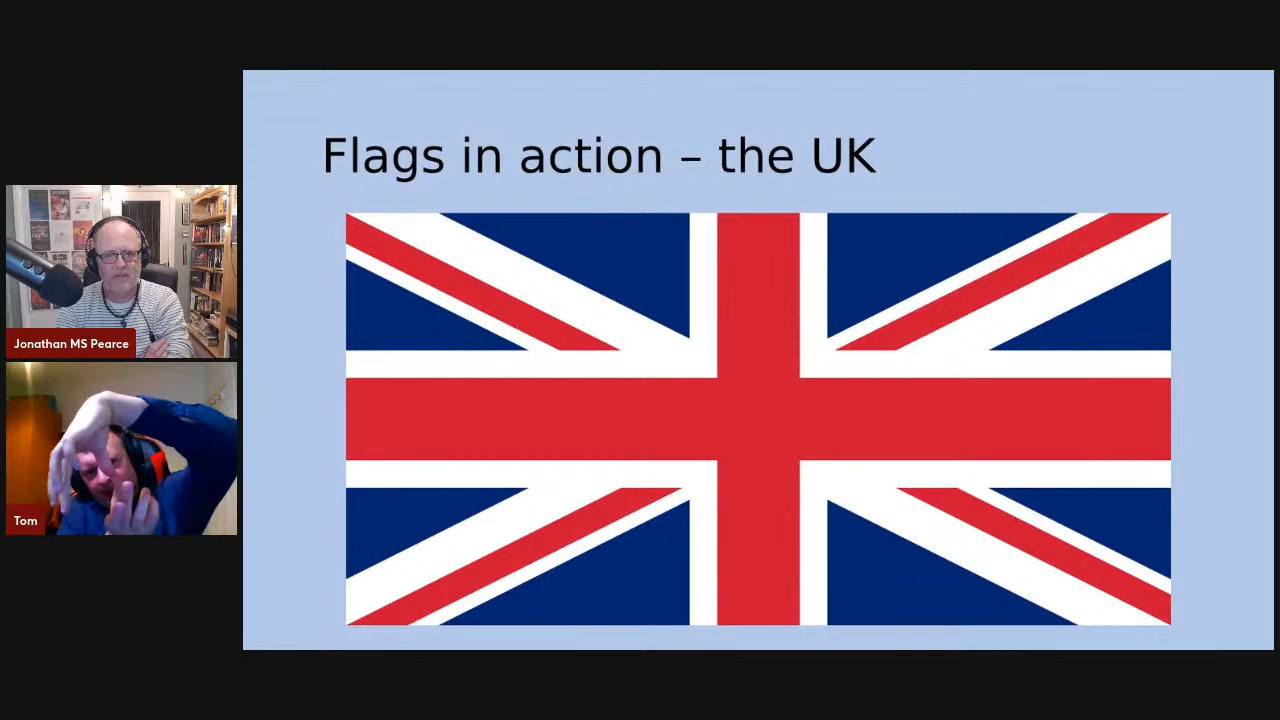 Flags in action – the UK
Jonathan MS Pearce
Tom